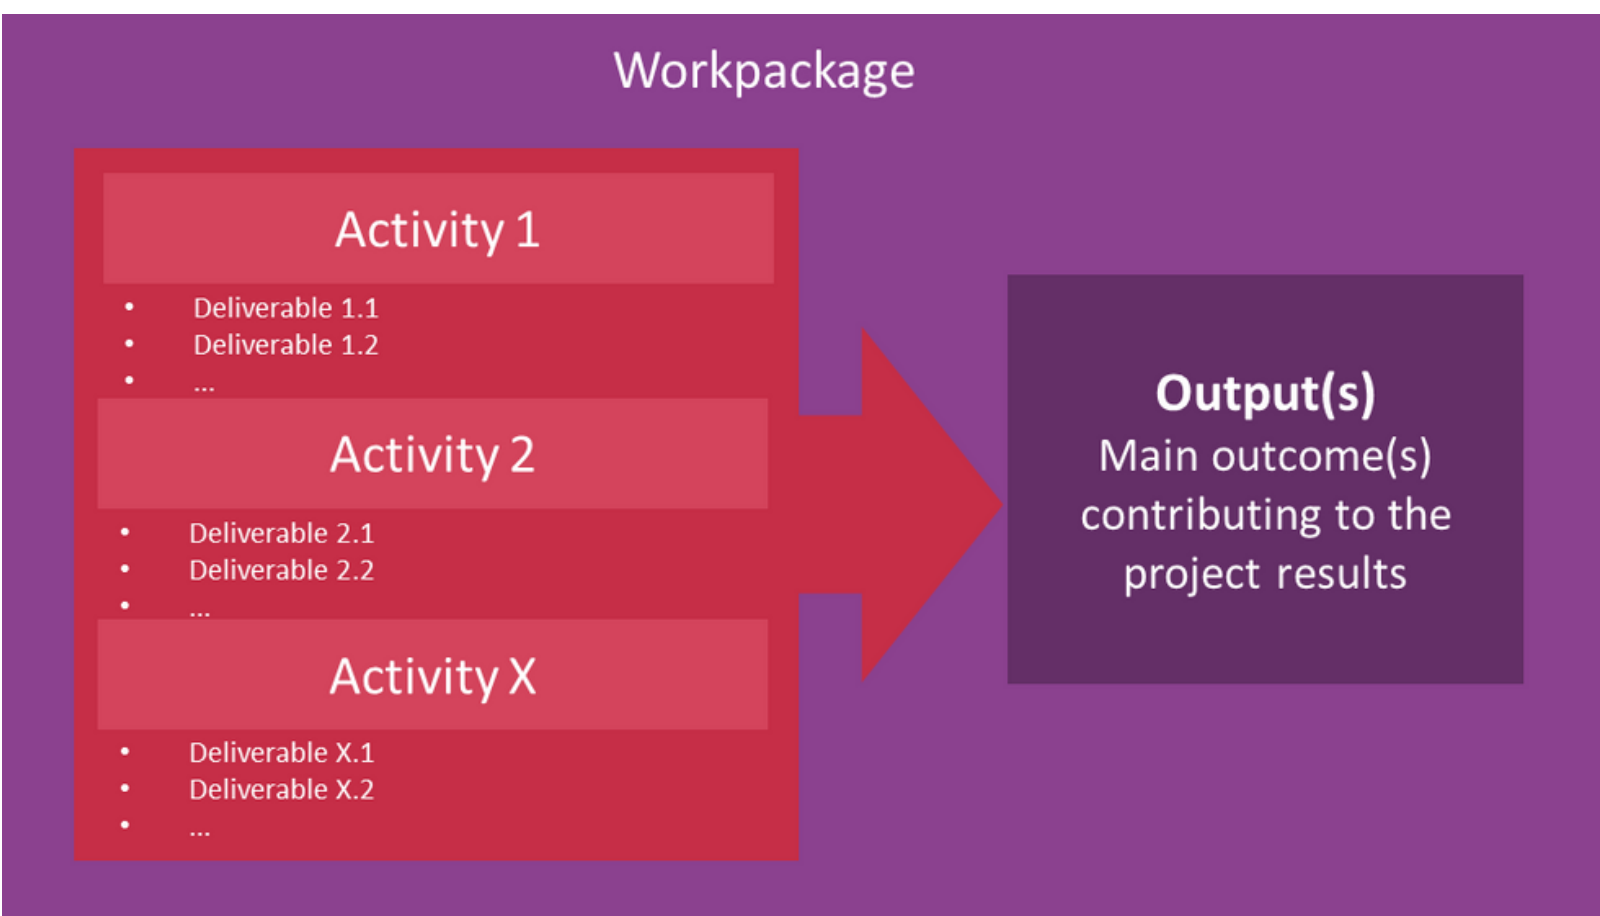 Workpackage
Activity 1
• Deliverable 1.1
• Deliverable 1.2
• ...
Activity 2
• Deliverable 2.1
• Deliverable 2.2
• ...
Activity X
• Deliverable X.1
• Deliverable X.2
• ...
Output(s)
Main outcome(s)
contributing to the
project results